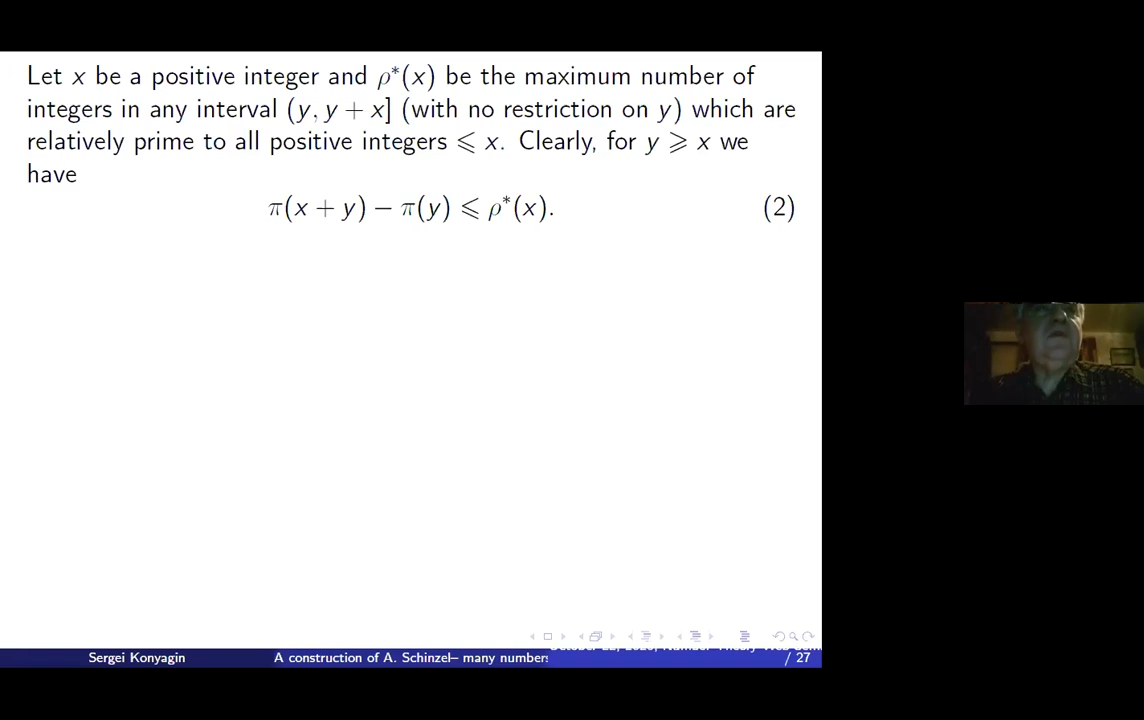 Let x be a positive integer and ρ*(x) be the maximum number of
integers in any interval (y, y + x] (with no restriction on y) which are
relatively prime to all positive integers ⩽ x. Clearly, for y ⩾ x we
have
π(x + y) − π(y) ⩽ ρ*(x). (2)
Sergei Konyagin
A construction of A. Schinzel– many numbers
/ 27